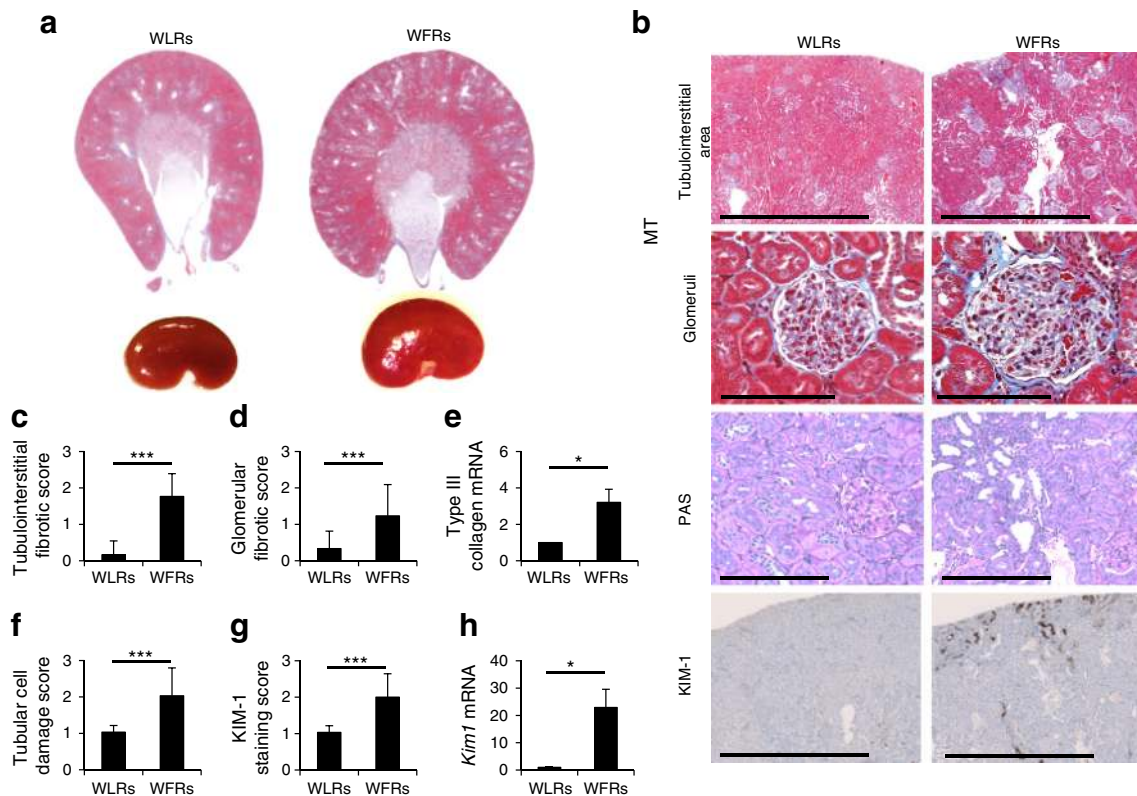 a
WLRs
WFRs
b
WLRs
WFRs
MT
Tubulointerstitial
area
Glomeruli
PAS
KIM-1
c
Tubulointerstitial
fibrotic score
3
2
1
0
***
WLRs
WFRs
d
Glomerular
fibrotic score
3
2
1
0
***
WLRs
WFRs
e
Type III
collagen mRNA
6
4
2
0
*
WLRs
WFRs
f
Tubular cell
damage score
3
2
1
0
***
WLRs
WFRs
g
KIM-1
staining score
3
2
1
0
***
WLRs
WFRs
h
Kim1 mRNA
40
30
20
10
0
*
WLRs
WFRs